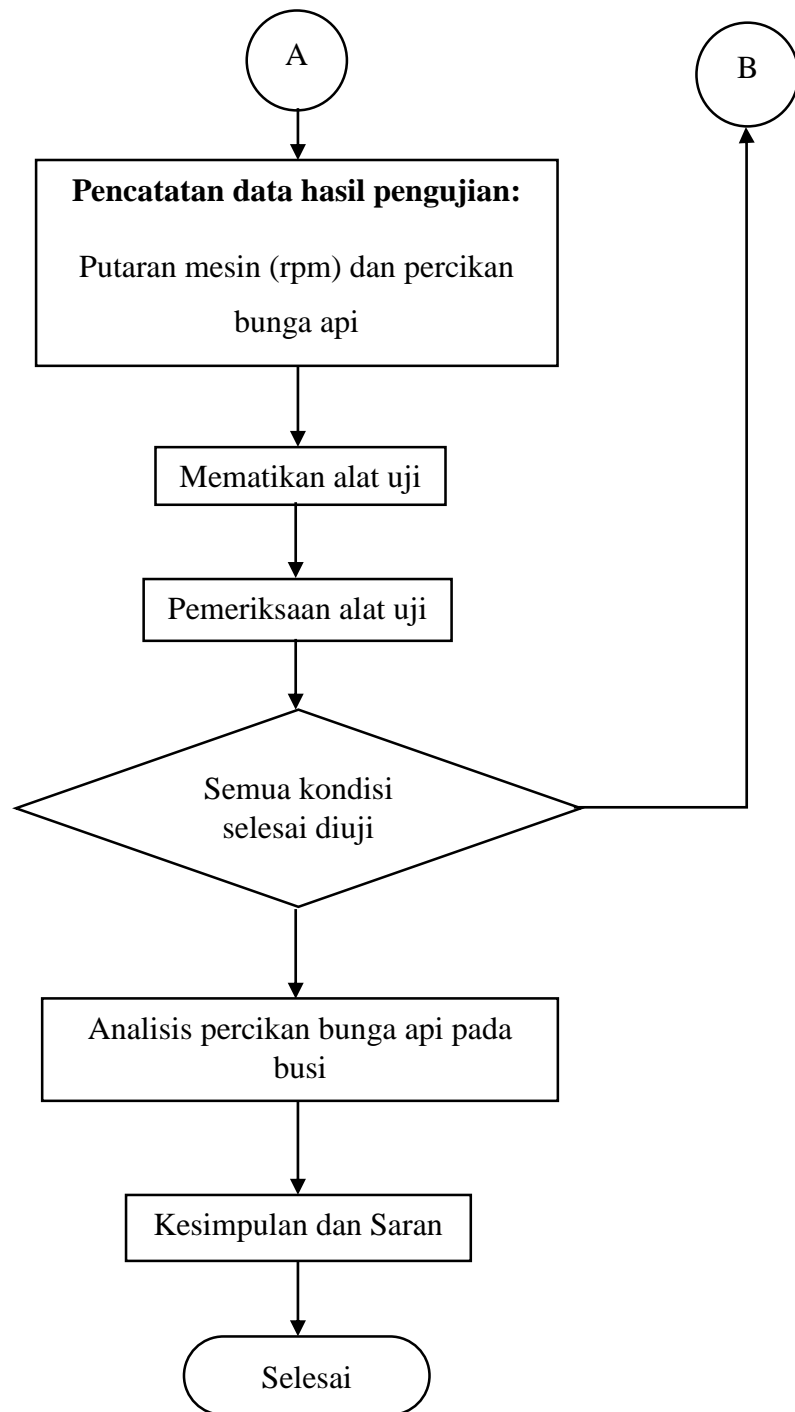 A
B
Pencatatan data hasil pengujian:
Putaran mesin (rpm) dan percikan
bunga api
Mematikan alat uji
Pemeriksaan alat uji
Semua kondisi
selesai diuji
Analisis percikan bunga api pada
busi
Kesimpulan dan Saran
Selesai